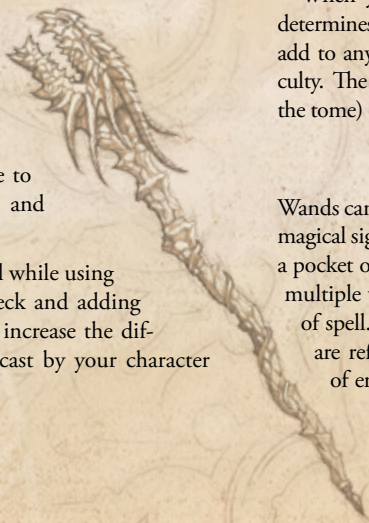 e to
and
l while using
eck and adding
increase the dif-
cast by your character
determines
add to any
culty. The
the tome)
Wands can
magical sig
a pocket o
multiple
of spell.
are ref
of en